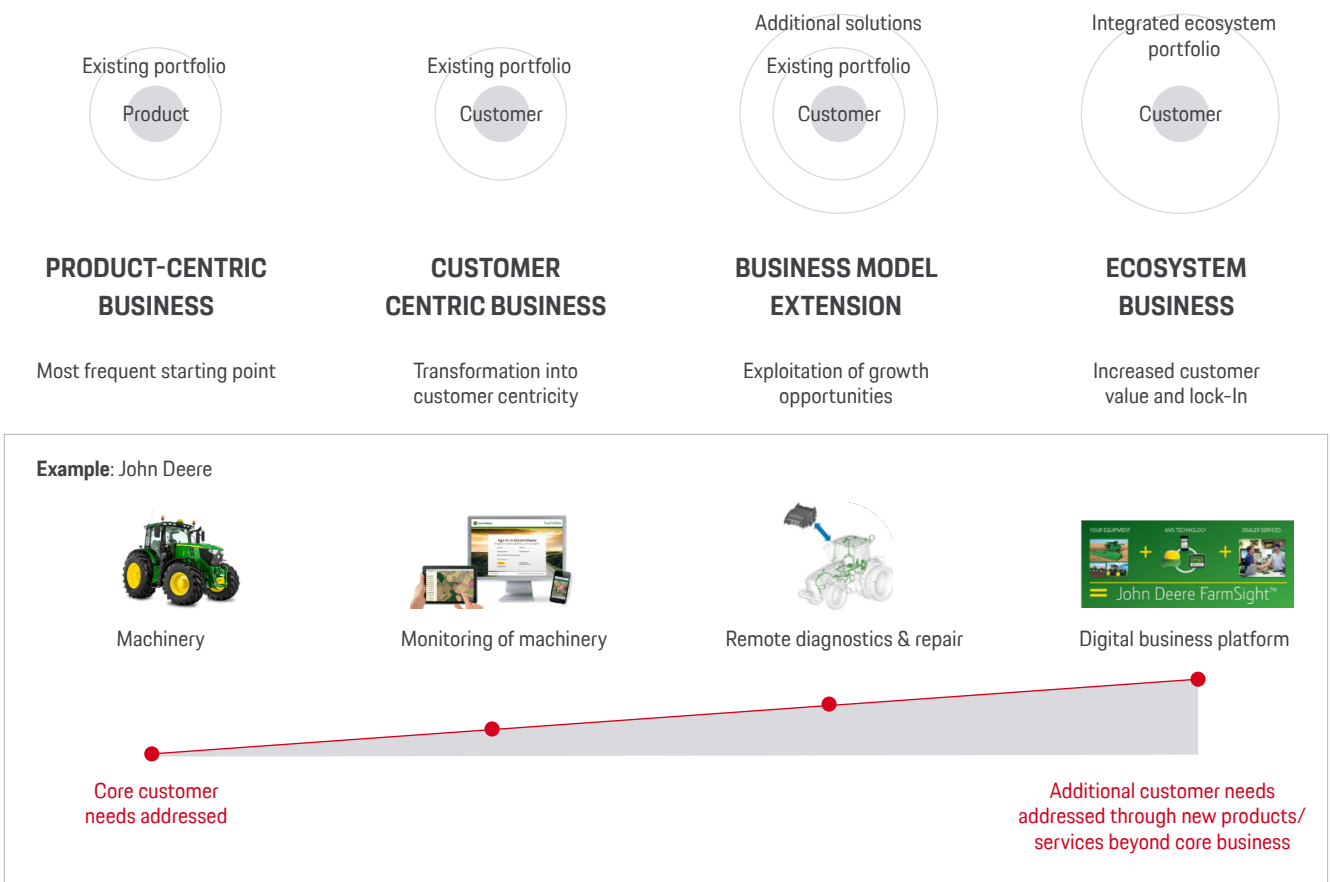 Existing portfolio
Product
Existing portfolio
Customer
Additional solutions
Existing portfolio
Customer
Integrated ecosystem
portfolio
Customer
PRODUCT-CENTRIC
BUSINESS
CUSTOMER
CENTRIC BUSINESS
BUSINESS MODEL
EXTENSION
ECOSYSTEM
BUSINESS
Most frequent starting point
Transformation into
customer centricity
Exploitation of growth
opportunities
Increased customer
value and lock-In
Example: John Deere
YOUR EQUIPMENT
AMS TECHNOLOGY
DEALER SERVICES
+
+
= John Deere FarmSight™
Machinery
Monitoring of machinery
Remote diagnostics & repair
Digital business platform
Core customer
needs addressed
Additional customer needs
addressed through new products/
services beyond core business